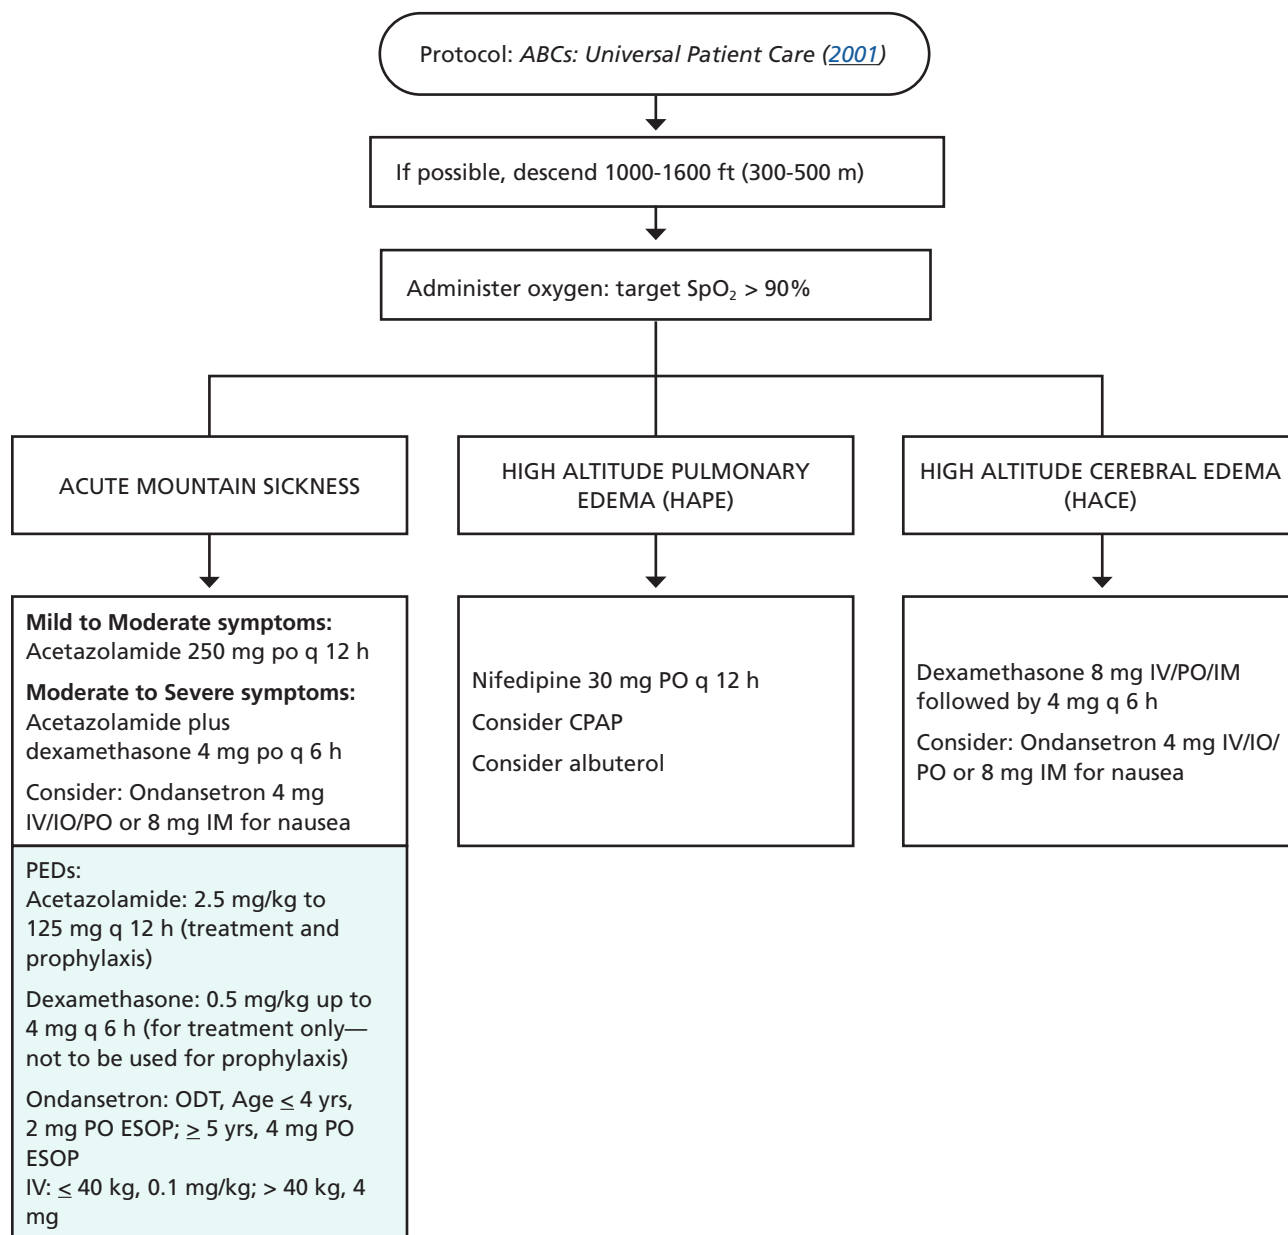 Protocol: ABCs: Universal Patient Care (2001)
If possible, descend 1000-1600 ft (300-500 m)
Administer oxygen: target SpO₂ > 90%
ACUTE MOUNTAIN SICKNESS
HIGH ALTITUDE PULMONARY
EDEMA (HAPE)
HIGH ALTITUDE CEREBRAL EDEMA
(HACE)
Mild to Moderate symptoms:
Acetazolamide 250 mg po q 12 h
Moderate to Severe symptoms:
Acetazolamide plus
dexamethasone 4 mg po q 6 h
Consider: Ondansetron 4 mg
IV/IO/PO or 8 mg IM for nausea
PEDs:
Acetazolamide: 2.5 mg/kg to
125 mg q 12 h (treatment and
prophylaxis)
Dexamethasone: 0.5 mg/kg up to
4 mg q 6 h (for treatment only—
not to be used for prophylaxis)
Ondansetron: ODT, Age ≤ 4 yrs,
2 mg PO ESOP; ≥ 5 yrs, 4 mg PO
ESOP
IV: ≤ 40 kg, 0.1 mg/kg; > 40 kg, 4
mg
Nifedipine 30 mg PO q 12 h
Consider CPAP
Consider albuterol
Dexamethasone 8 mg IV/PO/IM
followed by 4 mg q 6 h
Consider: Ondansetron 4 mg IV/IO/
PO or 8 mg IM for nausea